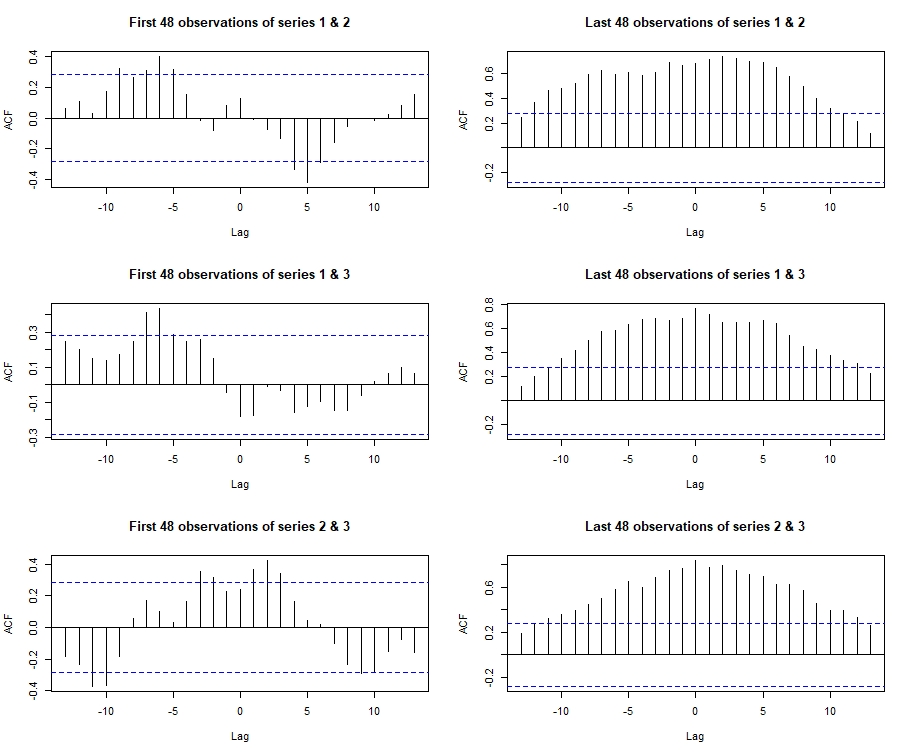 First 48 observations of series 1 & 2
ACF
0.4
0.2
0.0
-0.2
-0.4
-10 -5 0 5 10
Lag
Last 48 observations of series 1 & 2
ACF
0.6
0.4
0.2
-0.2
-10 -5 0 5 10
Lag
First 48 observations of series 1 & 3
ACF
0.3
0.1
-0.1
-0.3
-10 -5 0 5 10
Lag
Last 48 observations of series 1 & 3
ACF
0.8
0.6
0.4
0.2
-0.2
-10 -5 0 5 10
Lag
First 48 observations of series 2 & 3
ACF
0.4
0.2
0.0
-0.2
-0.4
-10 -5 0 5 10
Lag
Last 48 observations of series 2 & 3
ACF
0.6
0.2
-0.2
-10 -5 0 5 10
Lag